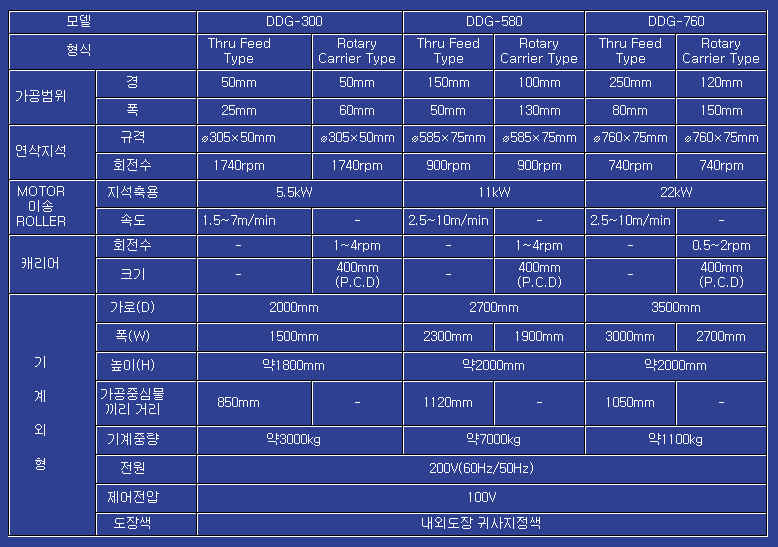 모델 DDG-300 DDG-580 DDG-760
형식 Thru Feed Type Rotary Carrier Type Thru Feed Type Rotary Carrier Type Thru Feed Type Rotary Carrier Type
가공범위 경 50mm 50mm 150mm 100mm 250mm 120mm
폭 25mm 60mm 50mm 130mm 80mm 150mm
연삭지석 규격 ø305×50mm ø305×50mm ø585×75mm ø585×75mm ø760×75mm ø760×75mm
회전수 1740rpm 1740rpm 900rpm 900rpm 740rpm 740rpm
MOTOR 미송 ROLLER 지석축용 5.5kW 11kW 22kW
속도 1.5~7m/min - 2.5~10m/min - 2.5~10m/min -
캐리어 회전수 - 1~4rpm - 1~4rpm - 0.5~2rpm
크기 - 400mm (P.C.D) - 400mm (P.C.D) - 400mm (P.C.D)
기계외형 가로(D) 2000mm 2700mm 3500mm
폭(W) 1500mm 2300mm 1900mm 3000mm 2700mm
높이(H) 약1800mm 약2000mm 약2000mm
가공중심물 끼리 거리 850mm - 1120mm - 1050mm -
기계중량 약3000kg 약7000kg 약1100kg
전원 200V(60Hz/50Hz)
제어전압 100V
도장색 내외도장 귀사지정색